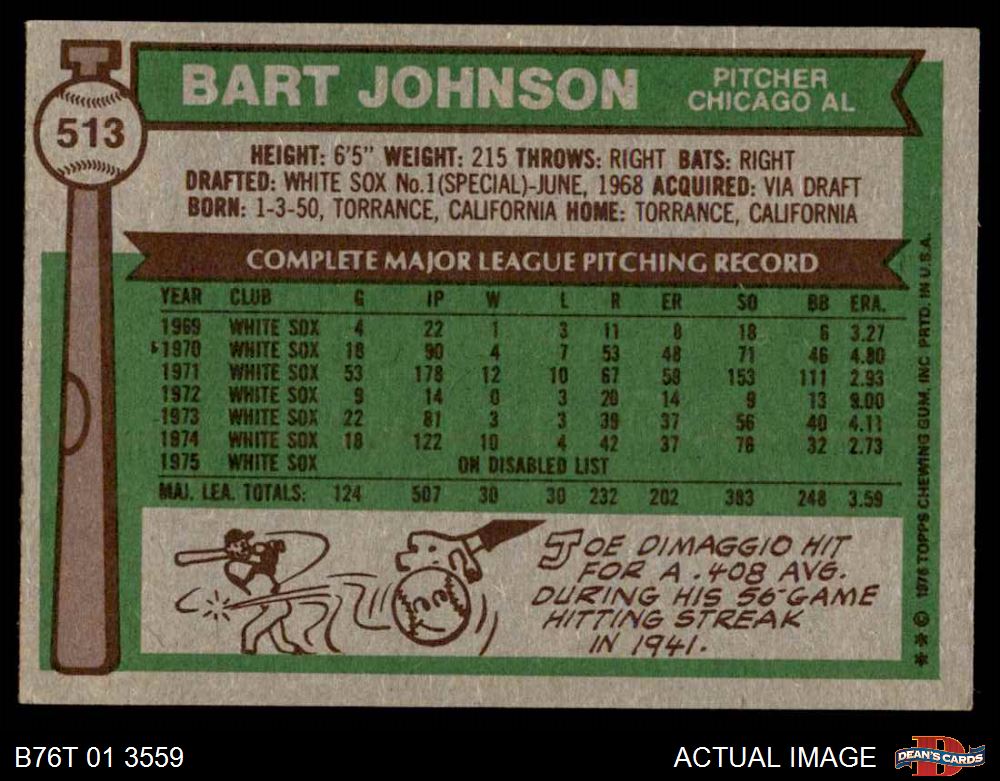 513
BART JOHNSON
PITCHER
CHICAGO AL
HEIGHT: 6'5" WEIGHT: 215 THROWS: RIGHT BATS: RIGHT
DRAFTED: WHITE SOX No.1(SPECIAL)-JUNE, 1968 ACQUIRED: VIA DRAFT
BORN: 1-3-50, TORRANCE, CALIFORNIA HOME: TORRANCE, CALIFORNIA
COMPLETE MAJOR LEAGUE PITCHING RECORD
YEAR CLUB G IP W L R ER SO BB ERA.
1969 WHITE SOX 4 22 1 3 11 8 18 6 3.27
1970 WHITE SOX 18 90 4 7 53 48 71 46 4.80
1971 WHITE SOX 53 178 12 10 67 58 153 111 2.93
1972 WHITE SOX 9 14 0 3 20 14 9 13 9.00
1973 WHITE SOX 22 81 3 3 39 37 56 40 4.11
1974 WHITE SOX 18 122 10 4 42 37 76 32 2.73
1975 WHITE SOX ON DISABLED LIST
MAJ. LEA. TOTALS: 124 507 30 30 232 202 383 248 3.59
JOE DIMAGGIO HIT
FOR A .408 AVG.
DURING HIS 56-GAME
HITTING STREAK
IN 1941.
** © 1976 TOPPS CHEWING GUM, INC. PRTD. IN U.S.A.
B76T 01 3559
ACTUAL IMAGE
D
DEAN'S CARDS